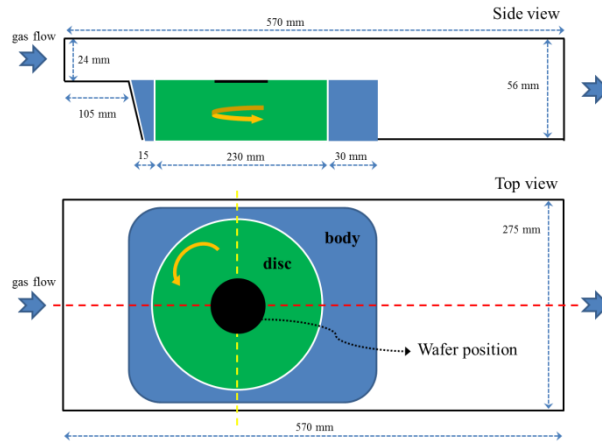 Side view
570 mm
gas flow
24 mm
56 mm
105 mm
15
230 mm
30 mm
Top view
body
275 mm
disc
gas flow
Wafer position
570 mm